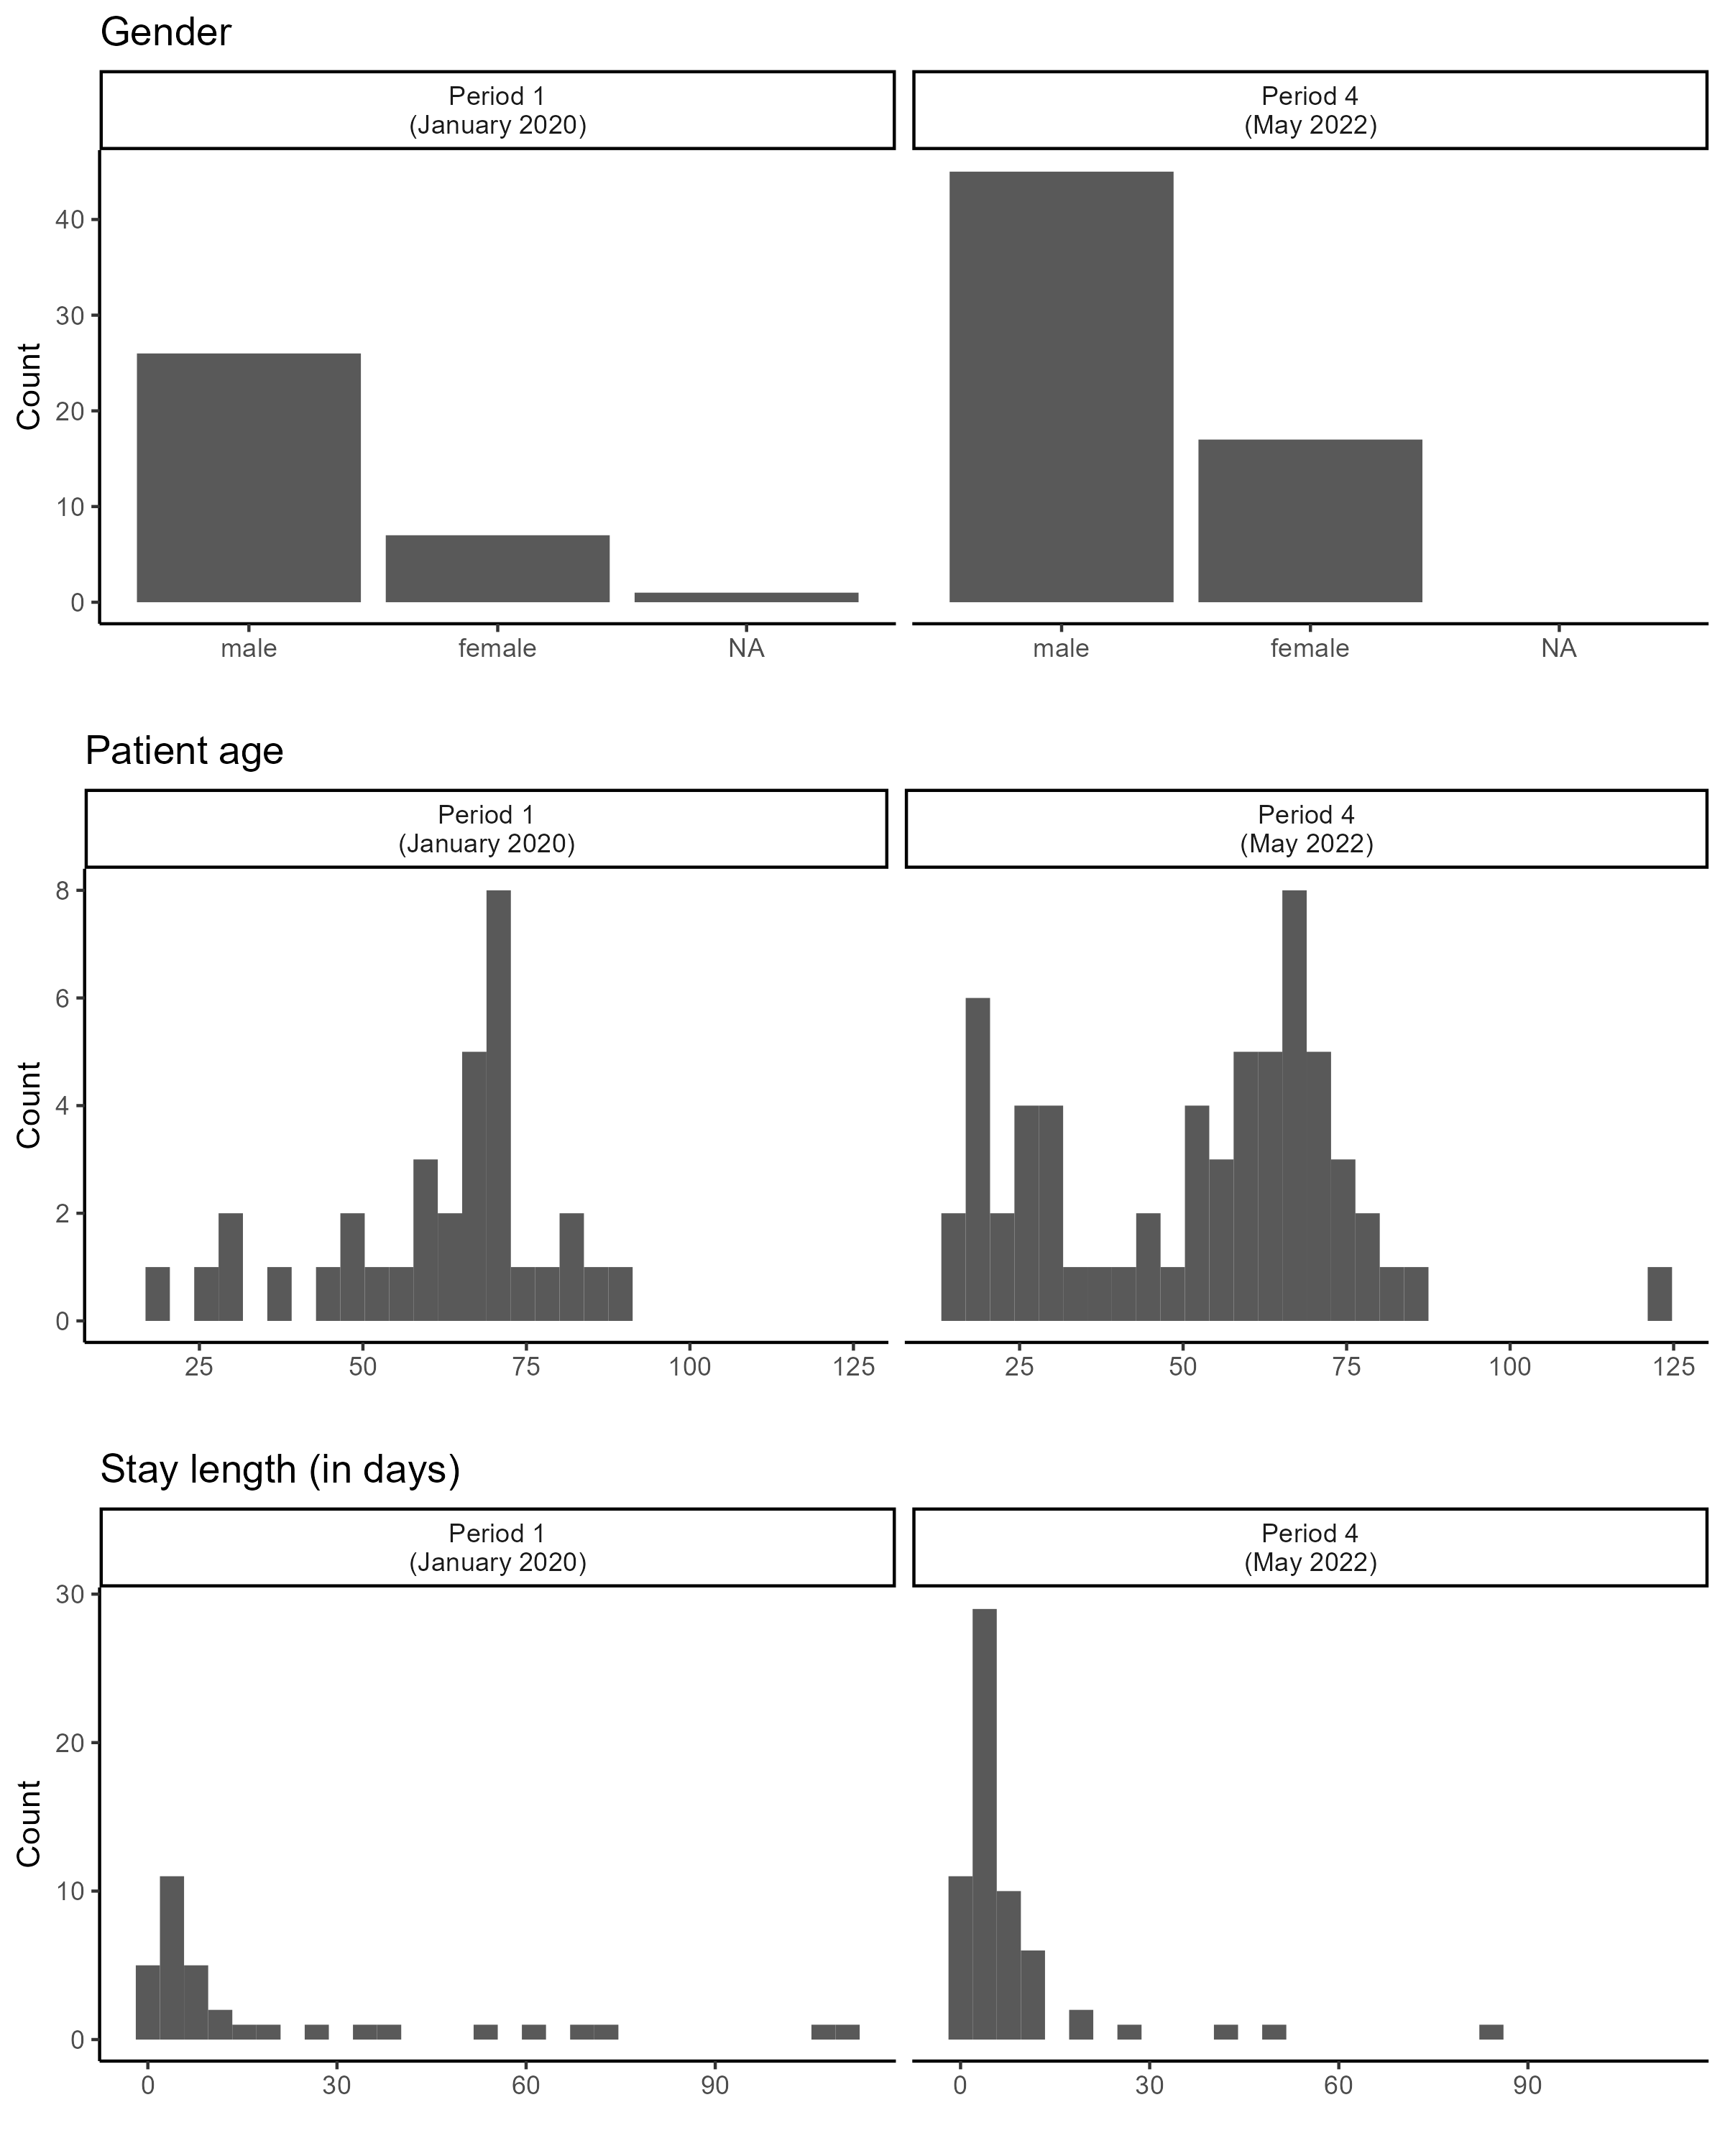 Gender
Period 1
(January 2020)
Period 4
(May 2022)
Count
40
30
20
10
0
male female NA
male female NA
Patient age
Period 1
(January 2020)
Period 4
(May 2022)
Count
8
6
4
2
0
25 50 75 100 125
25 50 75 100 125
Stay length (in days)
Period 1
(January 2020)
Period 4
(May 2022)
Count
30
20
10
0
0 30 60 90
0 30 60 90